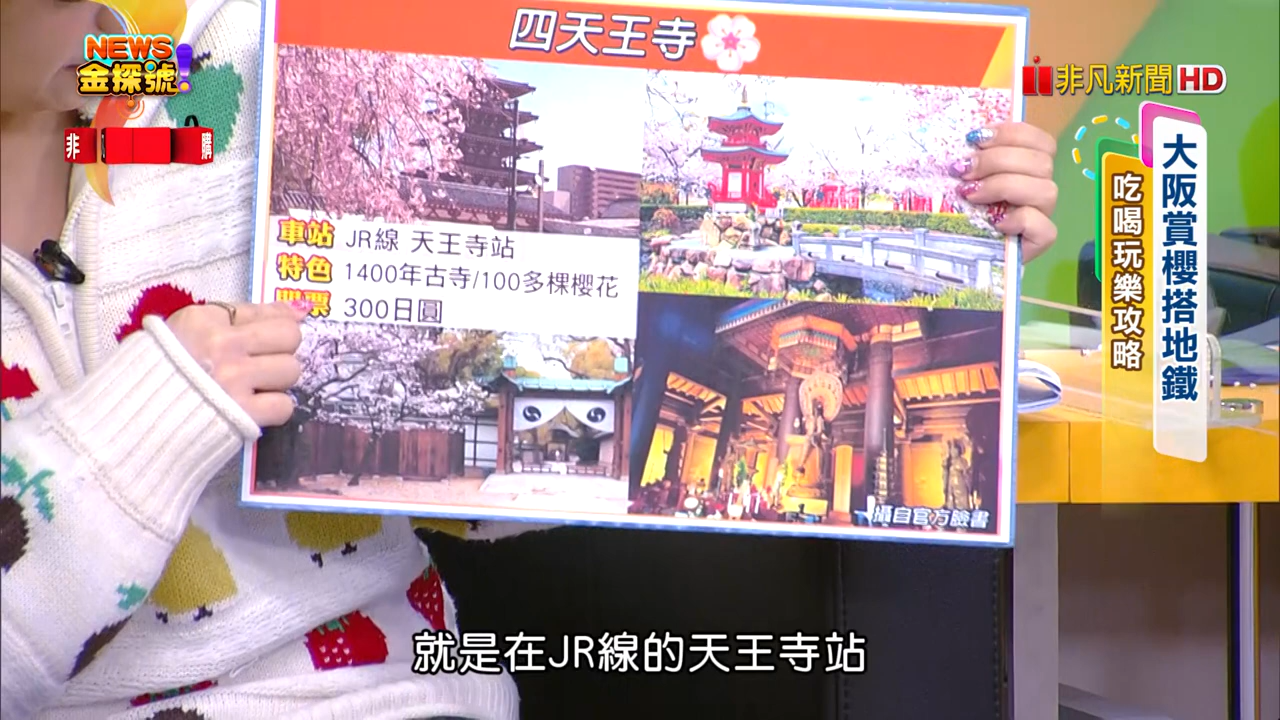 NEWS
金探號!
非
購
四天王寺
非凡新聞HD
大阪賞櫻搭地鐵
吃喝玩樂攻略
車站 JR線 天王寺站
特色 1400年古寺/100多棵櫻花
票 300日圓
攝自官方臉書
就是在JR線的天王寺站